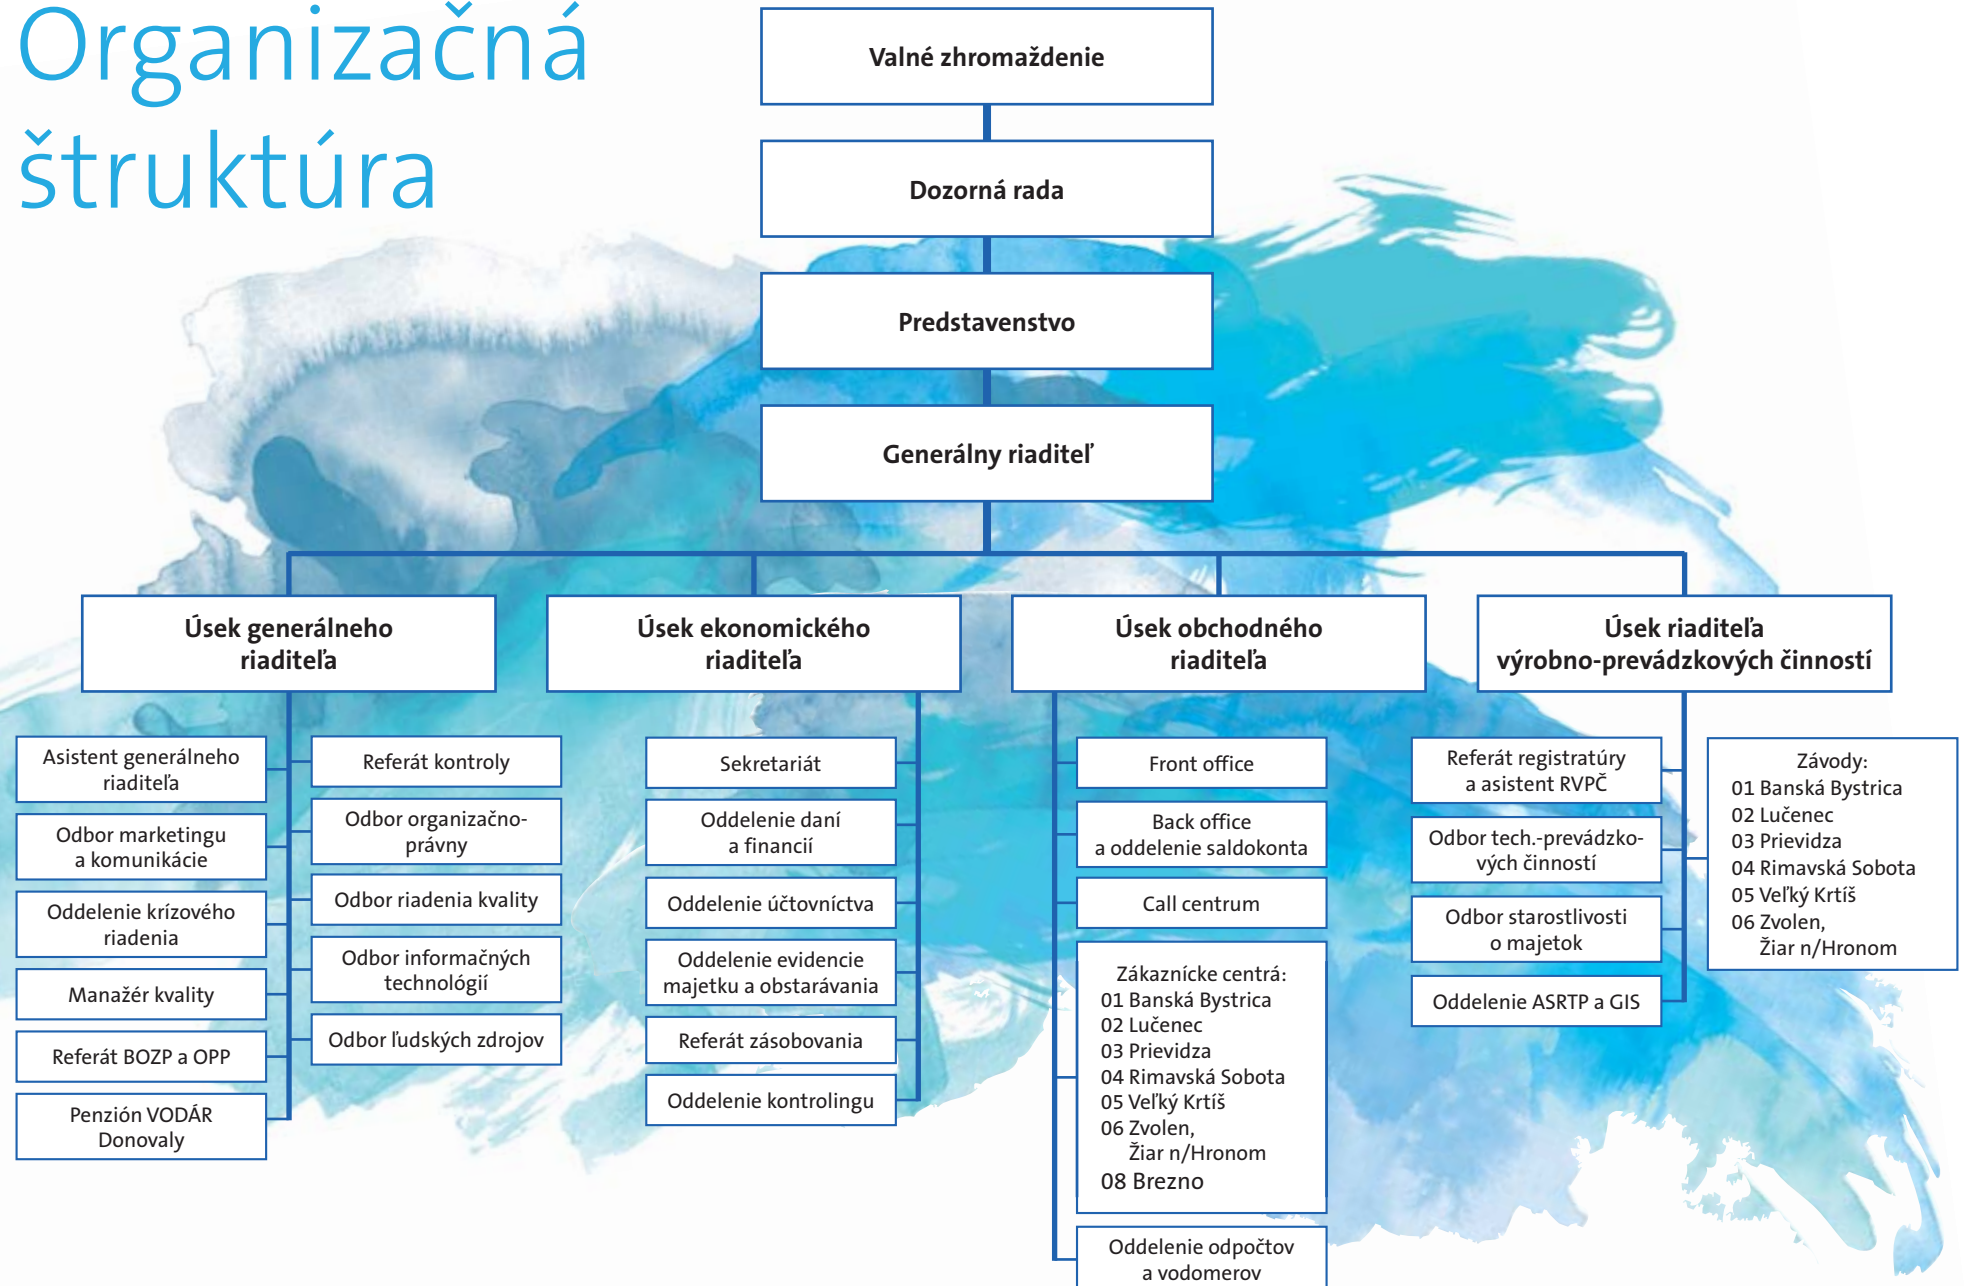 Organizačná
štruktúra
Valné zhromaždenie
Dozorná rada
Predstavenstvo
Generálny riaditeľ
Úsek generálneho
riaditeľa
Asistent generálneho
riaditeľa
Odbor marketingu
a komunikácie
Oddelenie krízového
riadenia
Manažér kvality
Referát BOZP a OPP
Penzión VODÁR
Donovaly
Referát kontroly
Odbor organizačno-
právny
Odbor riadenia kvality
Odbor informačných
technológií
Odbor ľudských zdrojov
Úsek ekonomického
riaditeľa
Sekretariát
Oddelenie daní
a financií
Oddelenie účtovníctva
Oddelenie evidencie
majetku a obstarávania
Referát zásobovania
Oddelenie kontrolingu
Úsek obchodného
riaditeľa
Front office
Back office
a oddelenie saldokonta
Call centrum
Zákaznícke centrá:
01 Banská Bystrica
02 Lučenec
03 Prievidza
04 Rimavská Sobota
05 Veľký Krtíš
06 Zvolen,
Žiar n/Hronom
08 Brezno
Oddelenie odpočtov
a vodomerov
Úsek riaditeľa
výrobno-prevádzkových činností
Referát registratúry
a asistent RVPČ
Odbor tech.-prevádzko-
vých činností
Odbor starostlivosti
o majetok
Oddelenie ASRTP a GIS
Závody:
01 Banská Bystrica
02 Lučenec
03 Prievidza
04 Rimavská Sobota
05 Veľký Krtíš
06 Zvolen,
Žiar n/Hronom